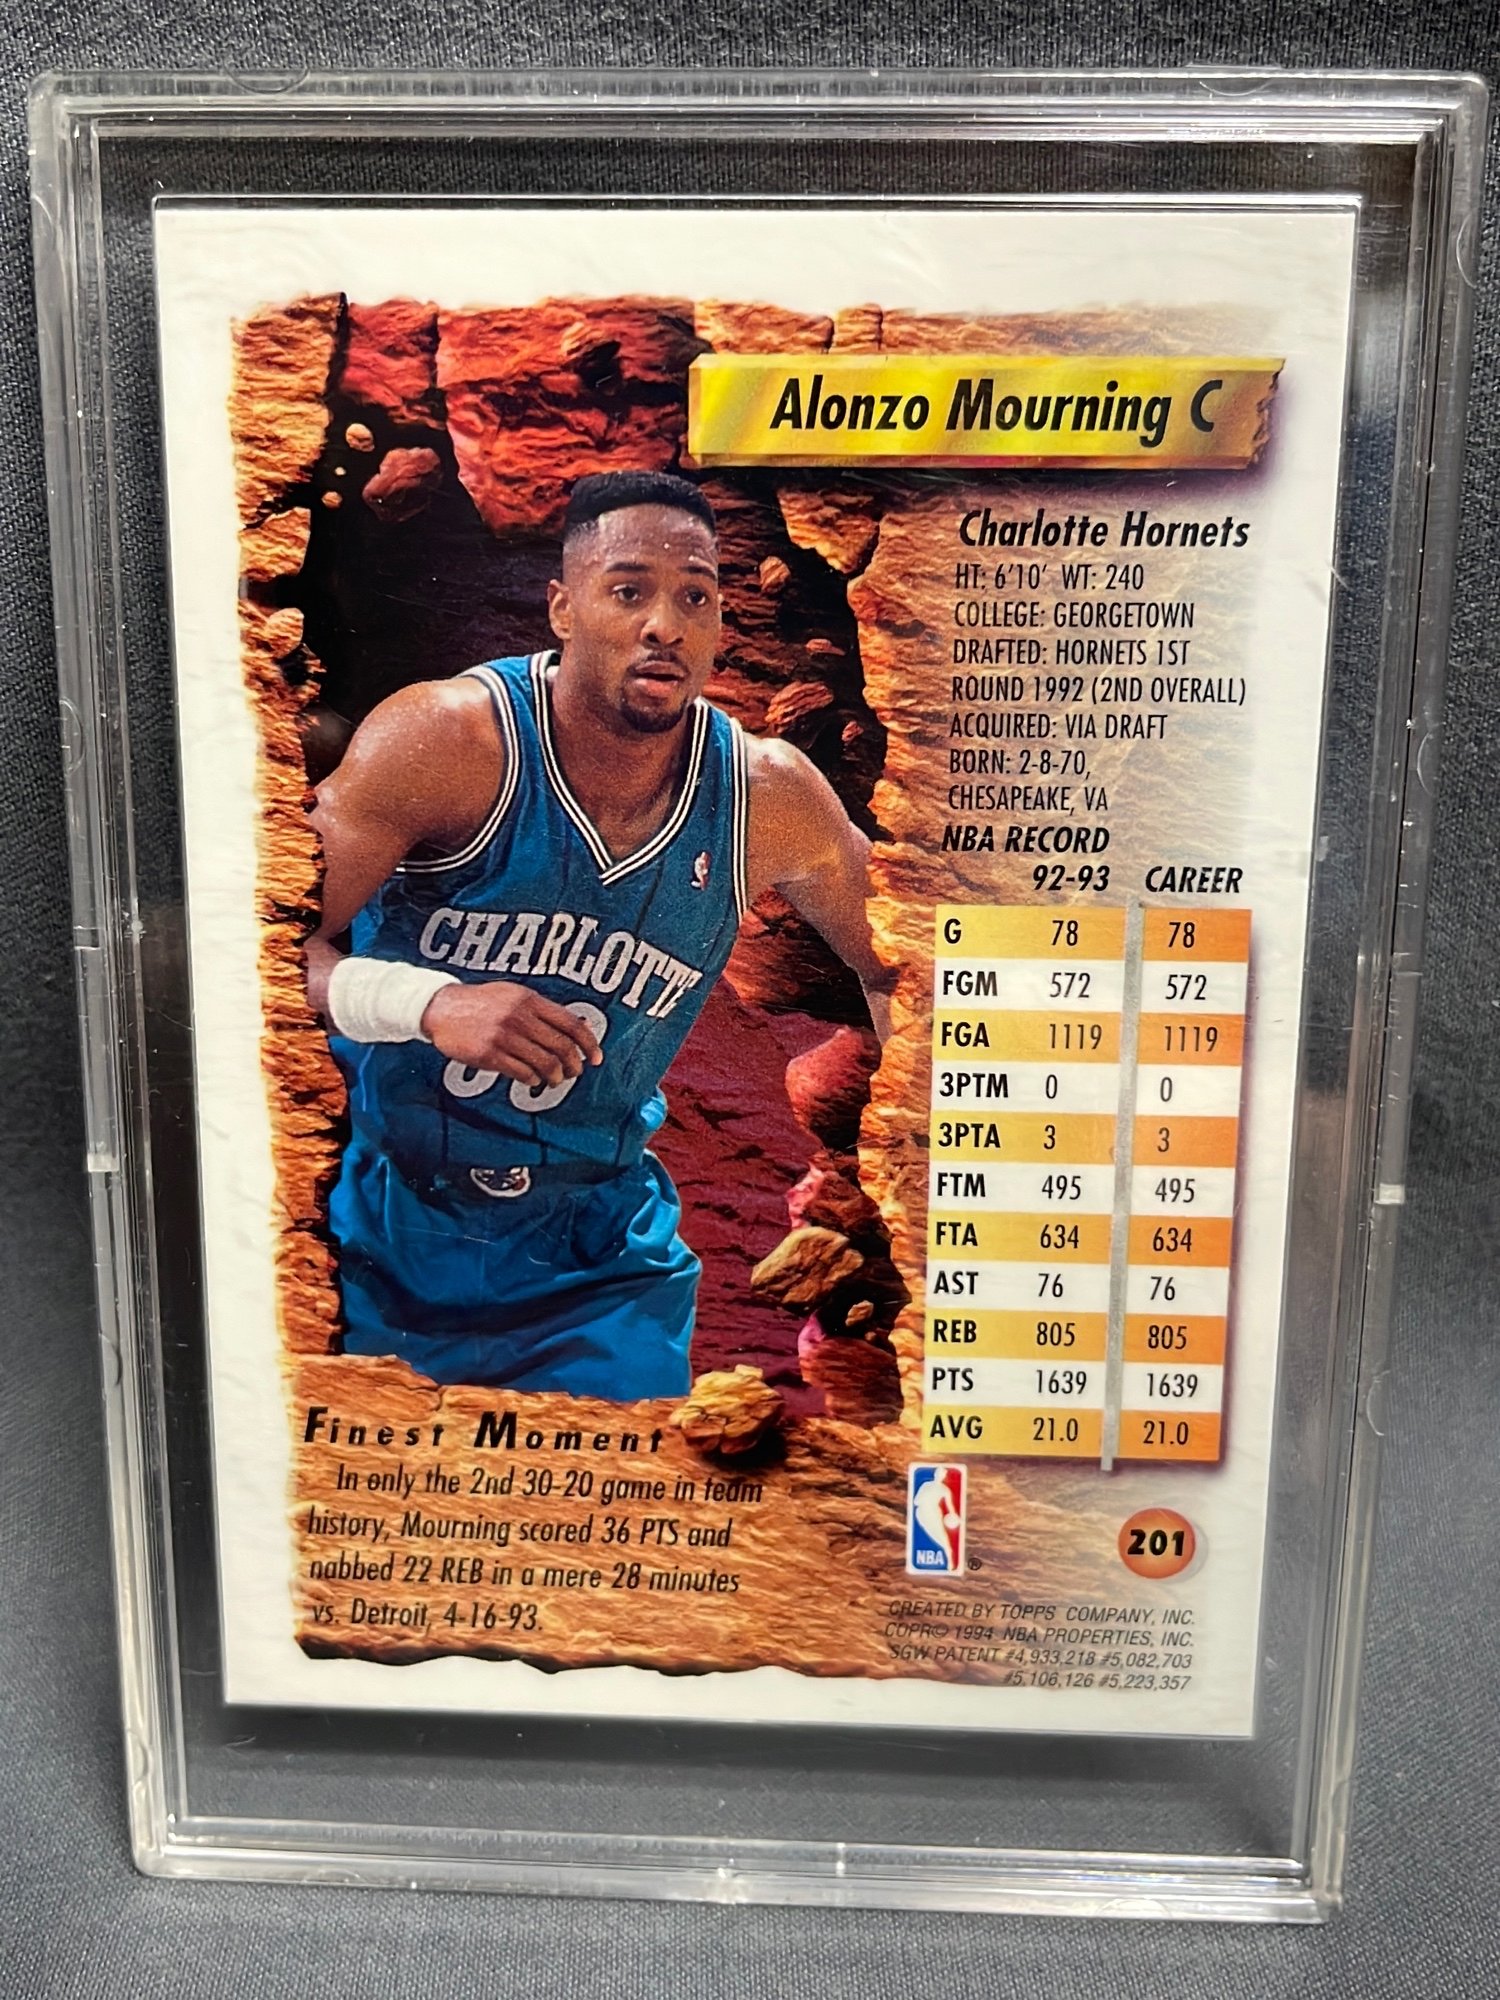 Alonzo Mourning C
Charlotte Hornets
HT: 6'10' WT: 240
COLLEGE: GEORGETOWN
DRAFTED: HORNETS 1ST
ROUND 1992 (2ND OVERALL)
ACQUIRED: VIA DRAFT
BORN: 2-8-70,
CHESAPEAKE, VA
NBA RECORD
92-93 CAREER
G 78 78
FGM 572 572
FGA 1119 1119
3PTM 0 0
3PTA 3 3
FTM 495 495
FTA 634 634
AST 76 76
REB 805 805
PTS 1639 1639
AVG 21.0 21.0
CHARLOTTE
33
Finest Moment
In only the 2nd 30-20 game in team
history, Mourning scored 36 PTS and
nabbed 22 REB in a mere 28 minutes
vs. Detroit, 4-16-93.
NBA ®
201
CREATED BY TOPPS COMPANY, INC.
COPR© 1994 NBA PROPERTIES, INC.
SGW PATENT #4,933,218 #5,082,703
#5,106,126 #5,223,357